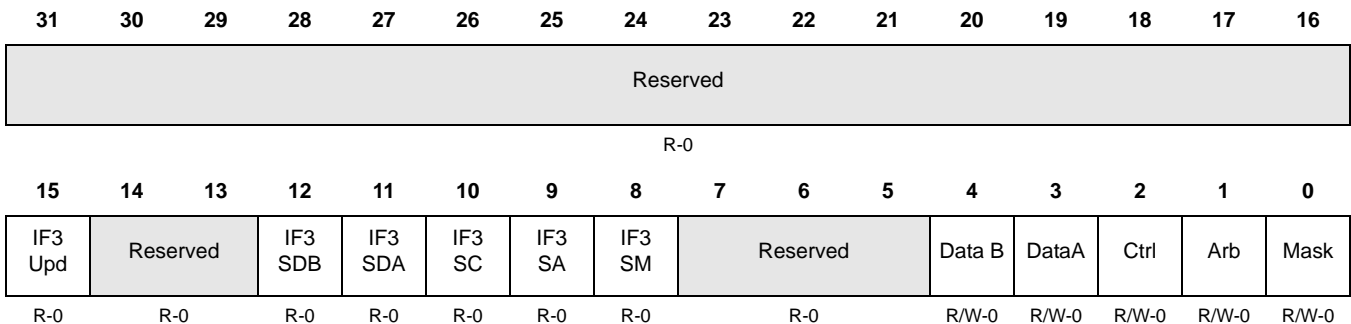 31 30 29 28 27 26 25 24 23 22 21 20 19 18 17 16
Reserved
R-0
15 14 13 12 11 10 9 8 7 6 5 4 3 2 1 0
IF3 Upd Reserved IF3 SDB IF3 SDA IF3 SC IF3 SA IF3 SM Reserved Data B DataA Ctrl Arb Mask
R-0 R-0 R-0 R-0 R-0 R-0 R-0 R-0 R/W-0 R/W-0 R/W-0 R/W-0 R/W-0